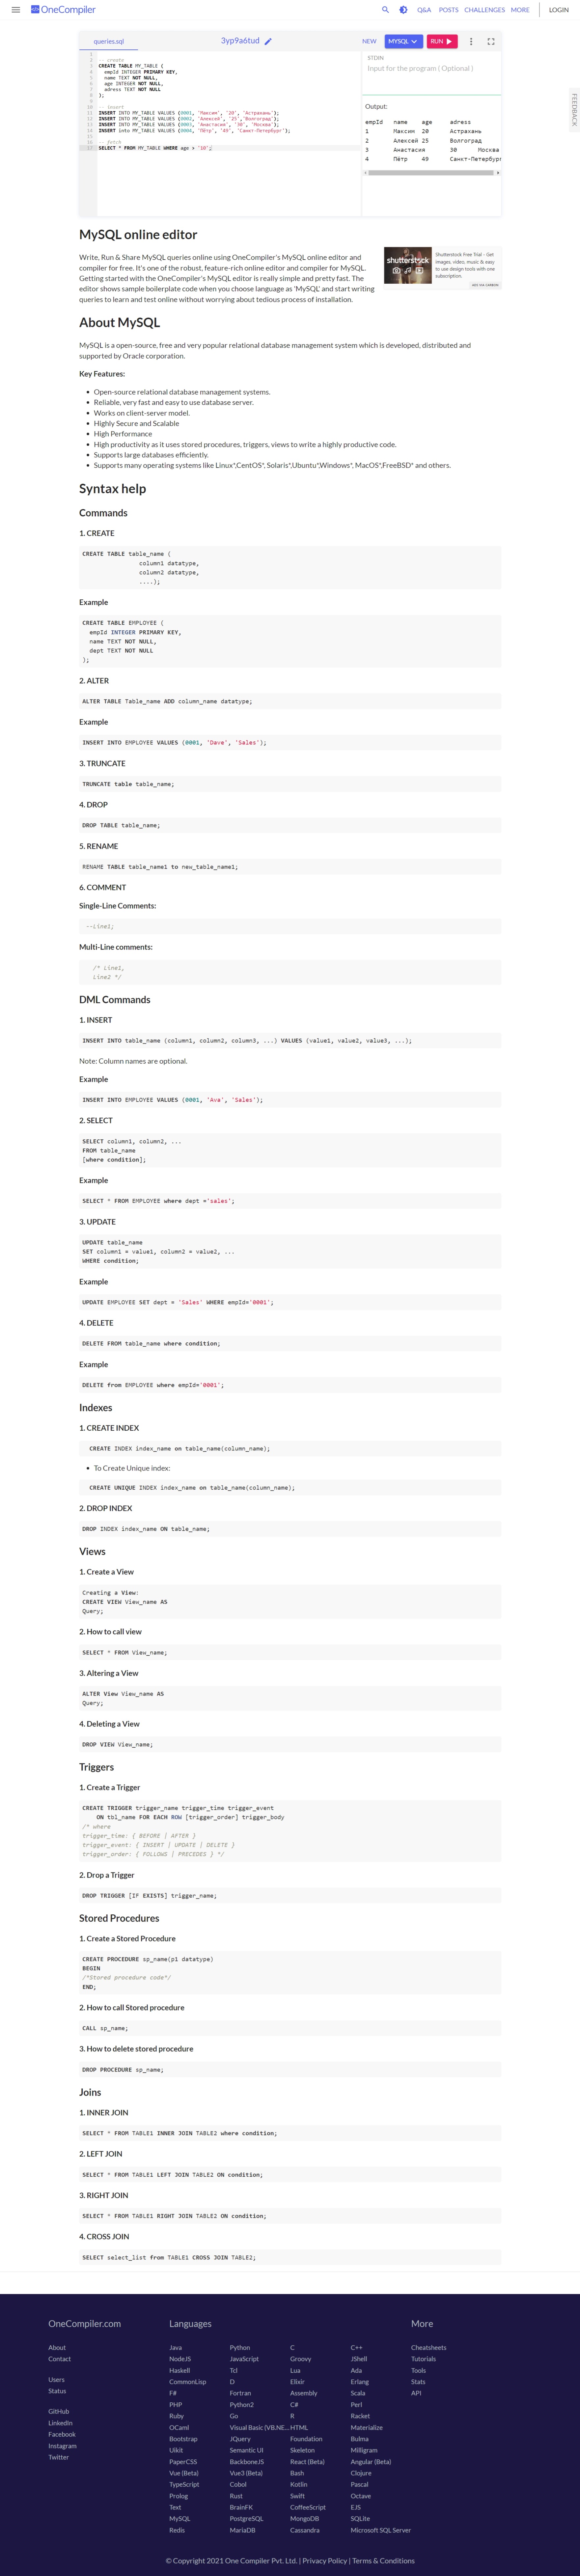 OneCompiler
Q&A POSTS CHALLENGES MORE LOGIN
FEEDBACK
queries.sql
3yp9a6tud
NEW MYSQL RUN
1
2 -- create
3 CREATE TABLE MY_TABLE (
4 empId INTEGER PRIMARY KEY,
5 name TEXT NOT NULL,
6 age INTEGER NOT NULL,
7 adress TEXT NOT NULL
8 );
9
10 -- insert
11 INSERT INTO MY_TABLE VALUES (0001, 'Максим', '20', 'Астрахань');
12 INSERT INTO MY_TABLE VALUES (0002, 'Алексей', '25','Волгоград');
13 INSERT INTO MY_TABLE VALUES (0003, 'Анастасия', '30', 'Москва');
14 INSERT into MY_TABLE VALUES (0004, 'Пётр', '49', 'Санкт-Петербург');
15
16 -- fetch
17 SELECT * FROM MY_TABLE WHERE age > '10';
STDIN
Input for the program ( Optional )
Output:
empId name age adress
1 Максим 20 Астрахань
2 Алексей 25 Волгоград
3 Анастасия 30 Москва
4 Пётр 49 Санкт-Петербург
MySQL online editor
Write, Run & Share MySQL queries online using OneCompiler's MySQL online editor and
compiler for free. It's one of the robust, feature-rich online editor and compiler for MySQL.
Getting started with the OneCompiler's MySQL editor is really simple and pretty fast. The
editor shows sample boilerplate code when you choose language as 'MySQL' and start writing
queries to learn and test online without worrying about tedious process of installation.
shutterstock
Shutterstock Free Trial - Get
images, video, music & easy
to use design tools with one
subscription.
ADS VIA CARBON
About MySQL
MySQL is a open-source, free and very popular relational database management system which is developed, distributed and
supported by Oracle corporation.
Key Features:
• Open-source relational database management systems.
• Reliable, very fast and easy to use database server.
• Works on client-server model.
• Highly Secure and Scalable
• High Performance
• High productivity as it uses stored procedures, triggers, views to write a highly productive code.
• Supports large databases efficiently.
• Supports many operating systems like Linux*,CentOS*, Solaris*,Ubuntu*,Windows*, MacOS*,FreeBSD* and others.
Syntax help
Commands
1. CREATE
CREATE TABLE table_name (
column1 datatype,
column2 datatype,
....);
Example
CREATE TABLE EMPLOYEE (
empId INTEGER PRIMARY KEY,
name TEXT NOT NULL,
dept TEXT NOT NULL
);
2. ALTER
ALTER TABLE Table_name ADD column_name datatype;
Example
INSERT INTO EMPLOYEE VALUES (0001, 'Dave', 'Sales');
3. TRUNCATE
TRUNCATE table table_name;
4. DROP
DROP TABLE table_name;
5. RENAME
RENAME TABLE table_name1 to new_table_name1;
6. COMMENT
Single-Line Comments:
--Line1;
Multi-Line comments:
/* Line1,
Line2 */
DML Commands
1. INSERT
INSERT INTO table_name (column1, column2, column3, ...) VALUES (value1, value2, value3, ...);
Note: Column names are optional.
Example
INSERT INTO EMPLOYEE VALUES (0001, 'Ava', 'Sales');
2. SELECT
SELECT column1, column2, ...
FROM table_name
[where condition];
Example
SELECT * FROM EMPLOYEE where dept ='sales';
3. UPDATE
UPDATE table_name
SET column1 = value1, column2 = value2, ...
WHERE condition;
Example
UPDATE EMPLOYEE SET dept = 'Sales' WHERE empId='0001';
4. DELETE
DELETE FROM table_name where condition;
Example
DELETE from EMPLOYEE where empId='0001';
Indexes
1. CREATE INDEX
CREATE INDEX index_name on table_name(column_name);
• To Create Unique index:
CREATE UNIQUE INDEX index_name on table_name(column_name);
2. DROP INDEX
DROP INDEX index_name ON table_name;
Views
1. Create a View
Creating a View:
CREATE VIEW View_name AS
Query;
2. How to call view
SELECT * FROM View_name;
3. Altering a View
ALTER View View_name AS
Query;
4. Deleting a View
DROP VIEW View_name;
Triggers
1. Create a Trigger
CREATE TRIGGER trigger_name trigger_time trigger_event
ON tbl_name FOR EACH ROW [trigger_order] trigger_body
/* where
trigger_time: { BEFORE | AFTER }
trigger_event: { INSERT | UPDATE | DELETE }
trigger_order: { FOLLOWS | PRECEDES } */
2. Drop a Trigger
DROP TRIGGER [IF EXISTS] trigger_name;
Stored Procedures
1. Create a Stored Procedure
CREATE PROCEDURE sp_name(p1 datatype)
BEGIN
/*Stored procedure code*/
END;
2. How to call Stored procedure
CALL sp_name;
3. How to delete stored procedure
DROP PROCEDURE sp_name;
Joins
1. INNER JOIN
SELECT * FROM TABLE1 INNER JOIN TABLE2 where condition;
2. LEFT JOIN
SELECT * FROM TABLE1 LEFT JOIN TABLE2 ON condition;
3. RIGHT JOIN
SELECT * FROM TABLE1 RIGHT JOIN TABLE2 ON condition;
4. CROSS JOIN
SELECT select_list from TABLE1 CROSS JOIN TABLE2;
OneCompiler.com
About
Contact
Users
Status
GitHub
LinkedIn
Facebook
Instagram
Twitter
Languages
Java Python C C++
NodeJS JavaScript Groovy JShell
Haskell Tcl Lua Ada
CommonLisp D Elixir Erlang
F# Fortran Assembly Scala
PHP Python2 C# Perl
Ruby Go R Racket
OCaml Visual Basic (VB.NE... HTML Materialize
Bootstrap JQuery Foundation Bulma
Uikit Semantic UI Skeleton Milligram
PaperCSS BackboneJS React (Beta) Angular (Beta)
Vue (Beta) Vue3 (Beta) Bash Clojure
TypeScript Cobol Kotlin Pascal
Prolog Rust Swift Octave
Text BrainFK CoffeeScript EJS
MySQL PostgreSQL MongoDB SQLite
Redis MariaDB Cassandra Microsoft SQL Server
More
Cheatsheets
Tutorials
Tools
Stats
API
© Copyright 2021 One Compiler Pvt. Ltd. | Privacy Policy | Terms & Conditions